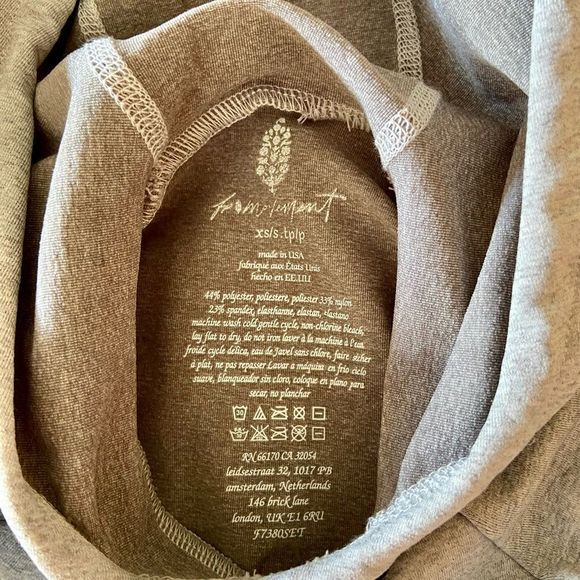 xs/s .tp/p
made in USA
fabriqué aux États Unis
hecho en EE.UU
44% polyester, poliestere, poliester 33% nylon
23% spandex, elasthanne, elastan, elastano
machine wash cold gentle cycle, non-chlorine bleach,
lay flat to dry, do not iron laver à la machine à l'eau
froide cycle delica, eau de Javel sans chlore, faire sécher
à plat, ne pas repasser Lavar a máquina en frio ciclo
suave, blanqueador sin cloro, coloque en plano para
secar, no planchar
RN 66170 CA 32054
leidsestraat 32, 1017 PB
amsterdam, Netherlands
146 brick lane
london, UK E1 6RU
F7380SET